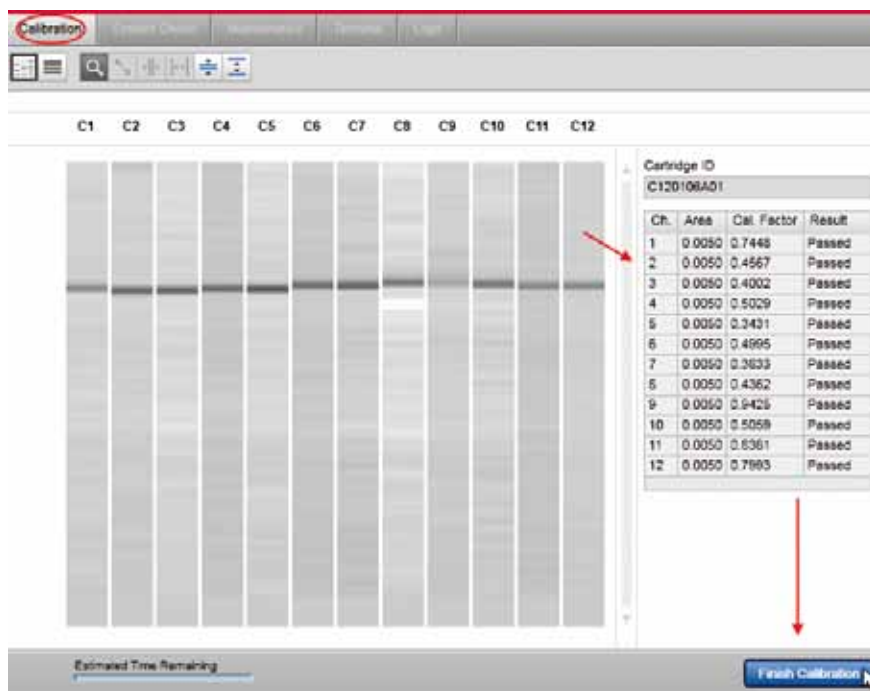 Calibration
C1 C2 C3 C4 C5 C6 C7 C8 C9 C10 C11 C12
Cartridge ID
C120106A01
Ch. Area Cal. Factor Result
1 0.0050 0.7448 Passed
2 0.0050 0.4567 Passed
3 0.0050 0.4002 Passed
4 0.0050 0.5029 Passed
5 0.0050 0.3431 Passed
6 0.0050 0.4995 Passed
7 0.0050 0.3633 Passed
8 0.0050 0.4362 Passed
9 0.0050 0.9425 Passed
10 0.0050 0.5059 Passed
11 0.0050 Passed
12 0.0050 0.7993 Passed
Estimated Time Remaining
Finish Calibration